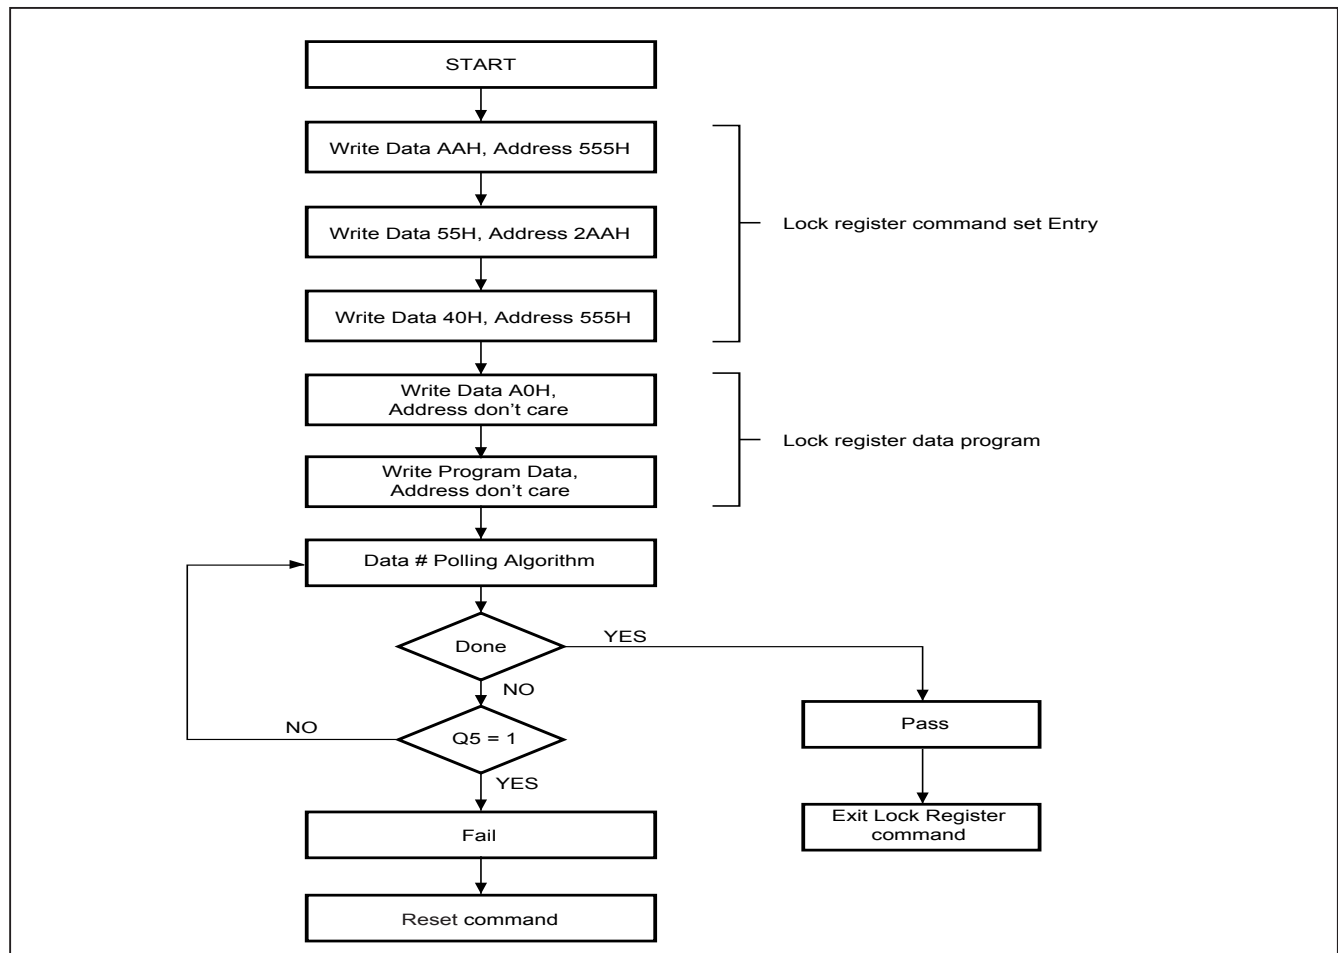 START
Write Data AAH, Address 555H
Write Data 55H, Address 2AAH
Lock register command set Entry
Write Data 40H, Address 555H
Write Data A0H,
Address don't care
Lock register data program
Write Program Data,
Address don't care
Data # Polling Algorithm
Done
YES
NO
Q5 = 1
NO
YES
Pass
Fail
Exit Lock Register
command
Reset command